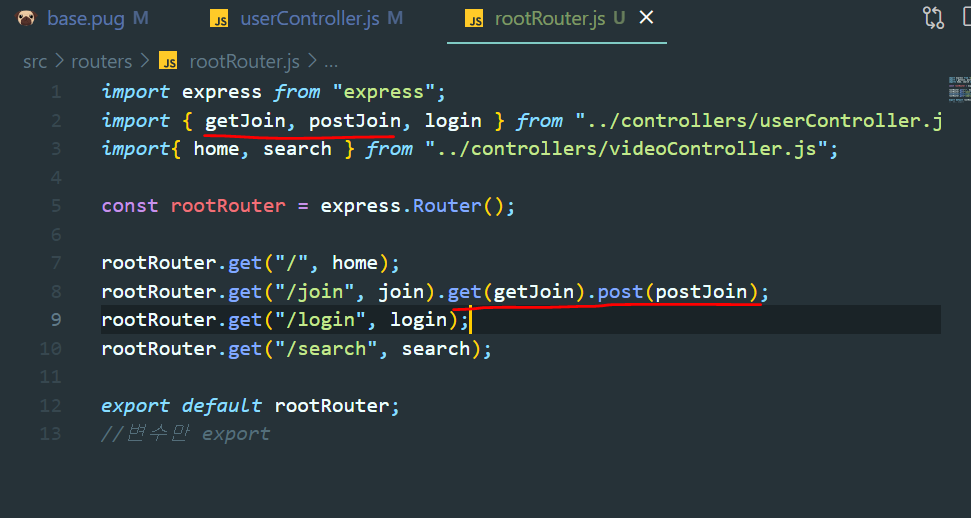 base.pug M JS userController.js M JS rootRouter.js U
src > routers > JS rootRouter.js > ...
1 import express from "express";
2 import { getJoin, postJoin, login } from "../controllers/userController.j
3 import{ home, search } from "../controllers/videoController.js";
4
5 const rootRouter = express.Router();
6
7 rootRouter.get("/", home);
8 rootRouter.get("/join", join).get(getJoin).post(postJoin);
9 rootRouter.get("/login", login);
10 rootRouter.get("/search", search);
11
12 export default rootRouter;
13 //변수만 export